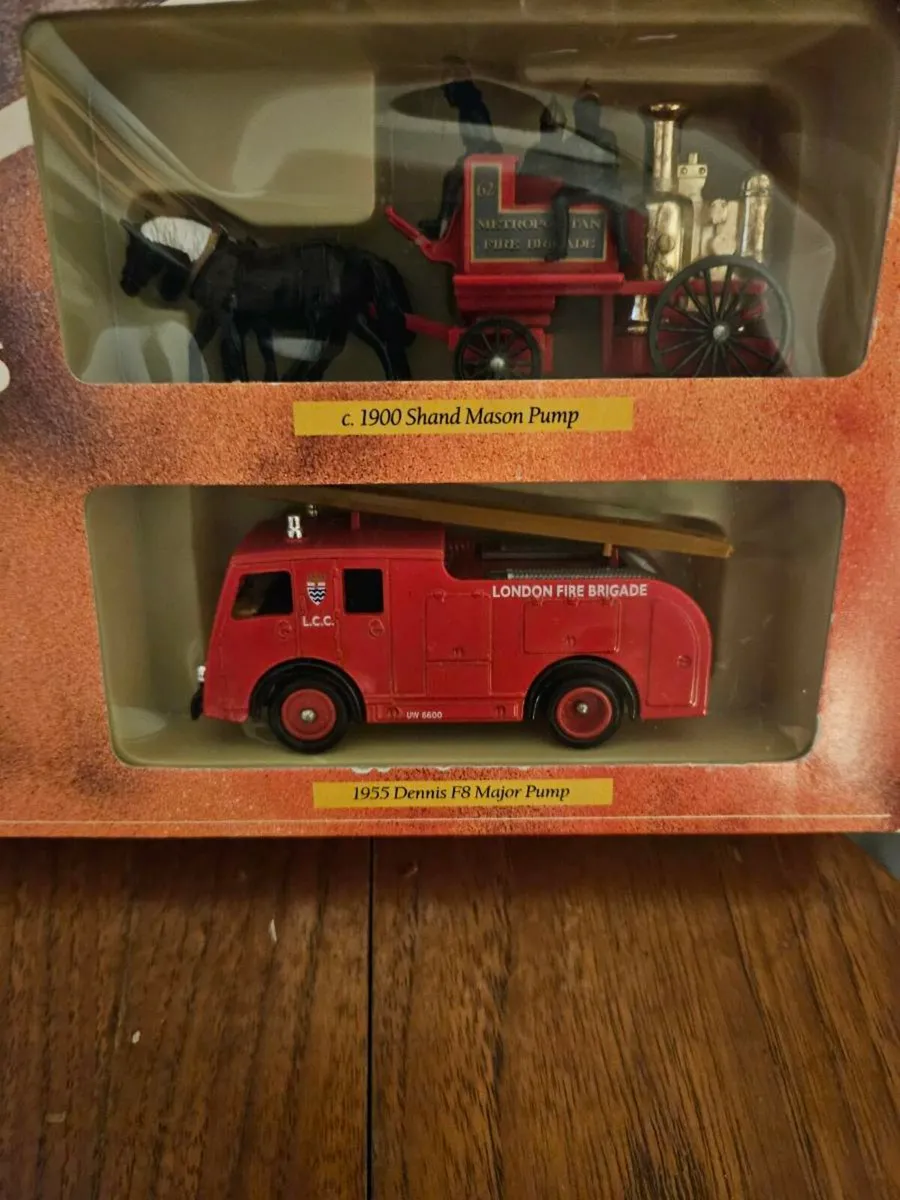 62
METROPOLITAN
FIRE BRIGADE
c. 1900 Shand Mason Pump
LONDON FIRE BRIGADE
L.C.C.
UW 6600
1955 Dennis F8 Major Pump